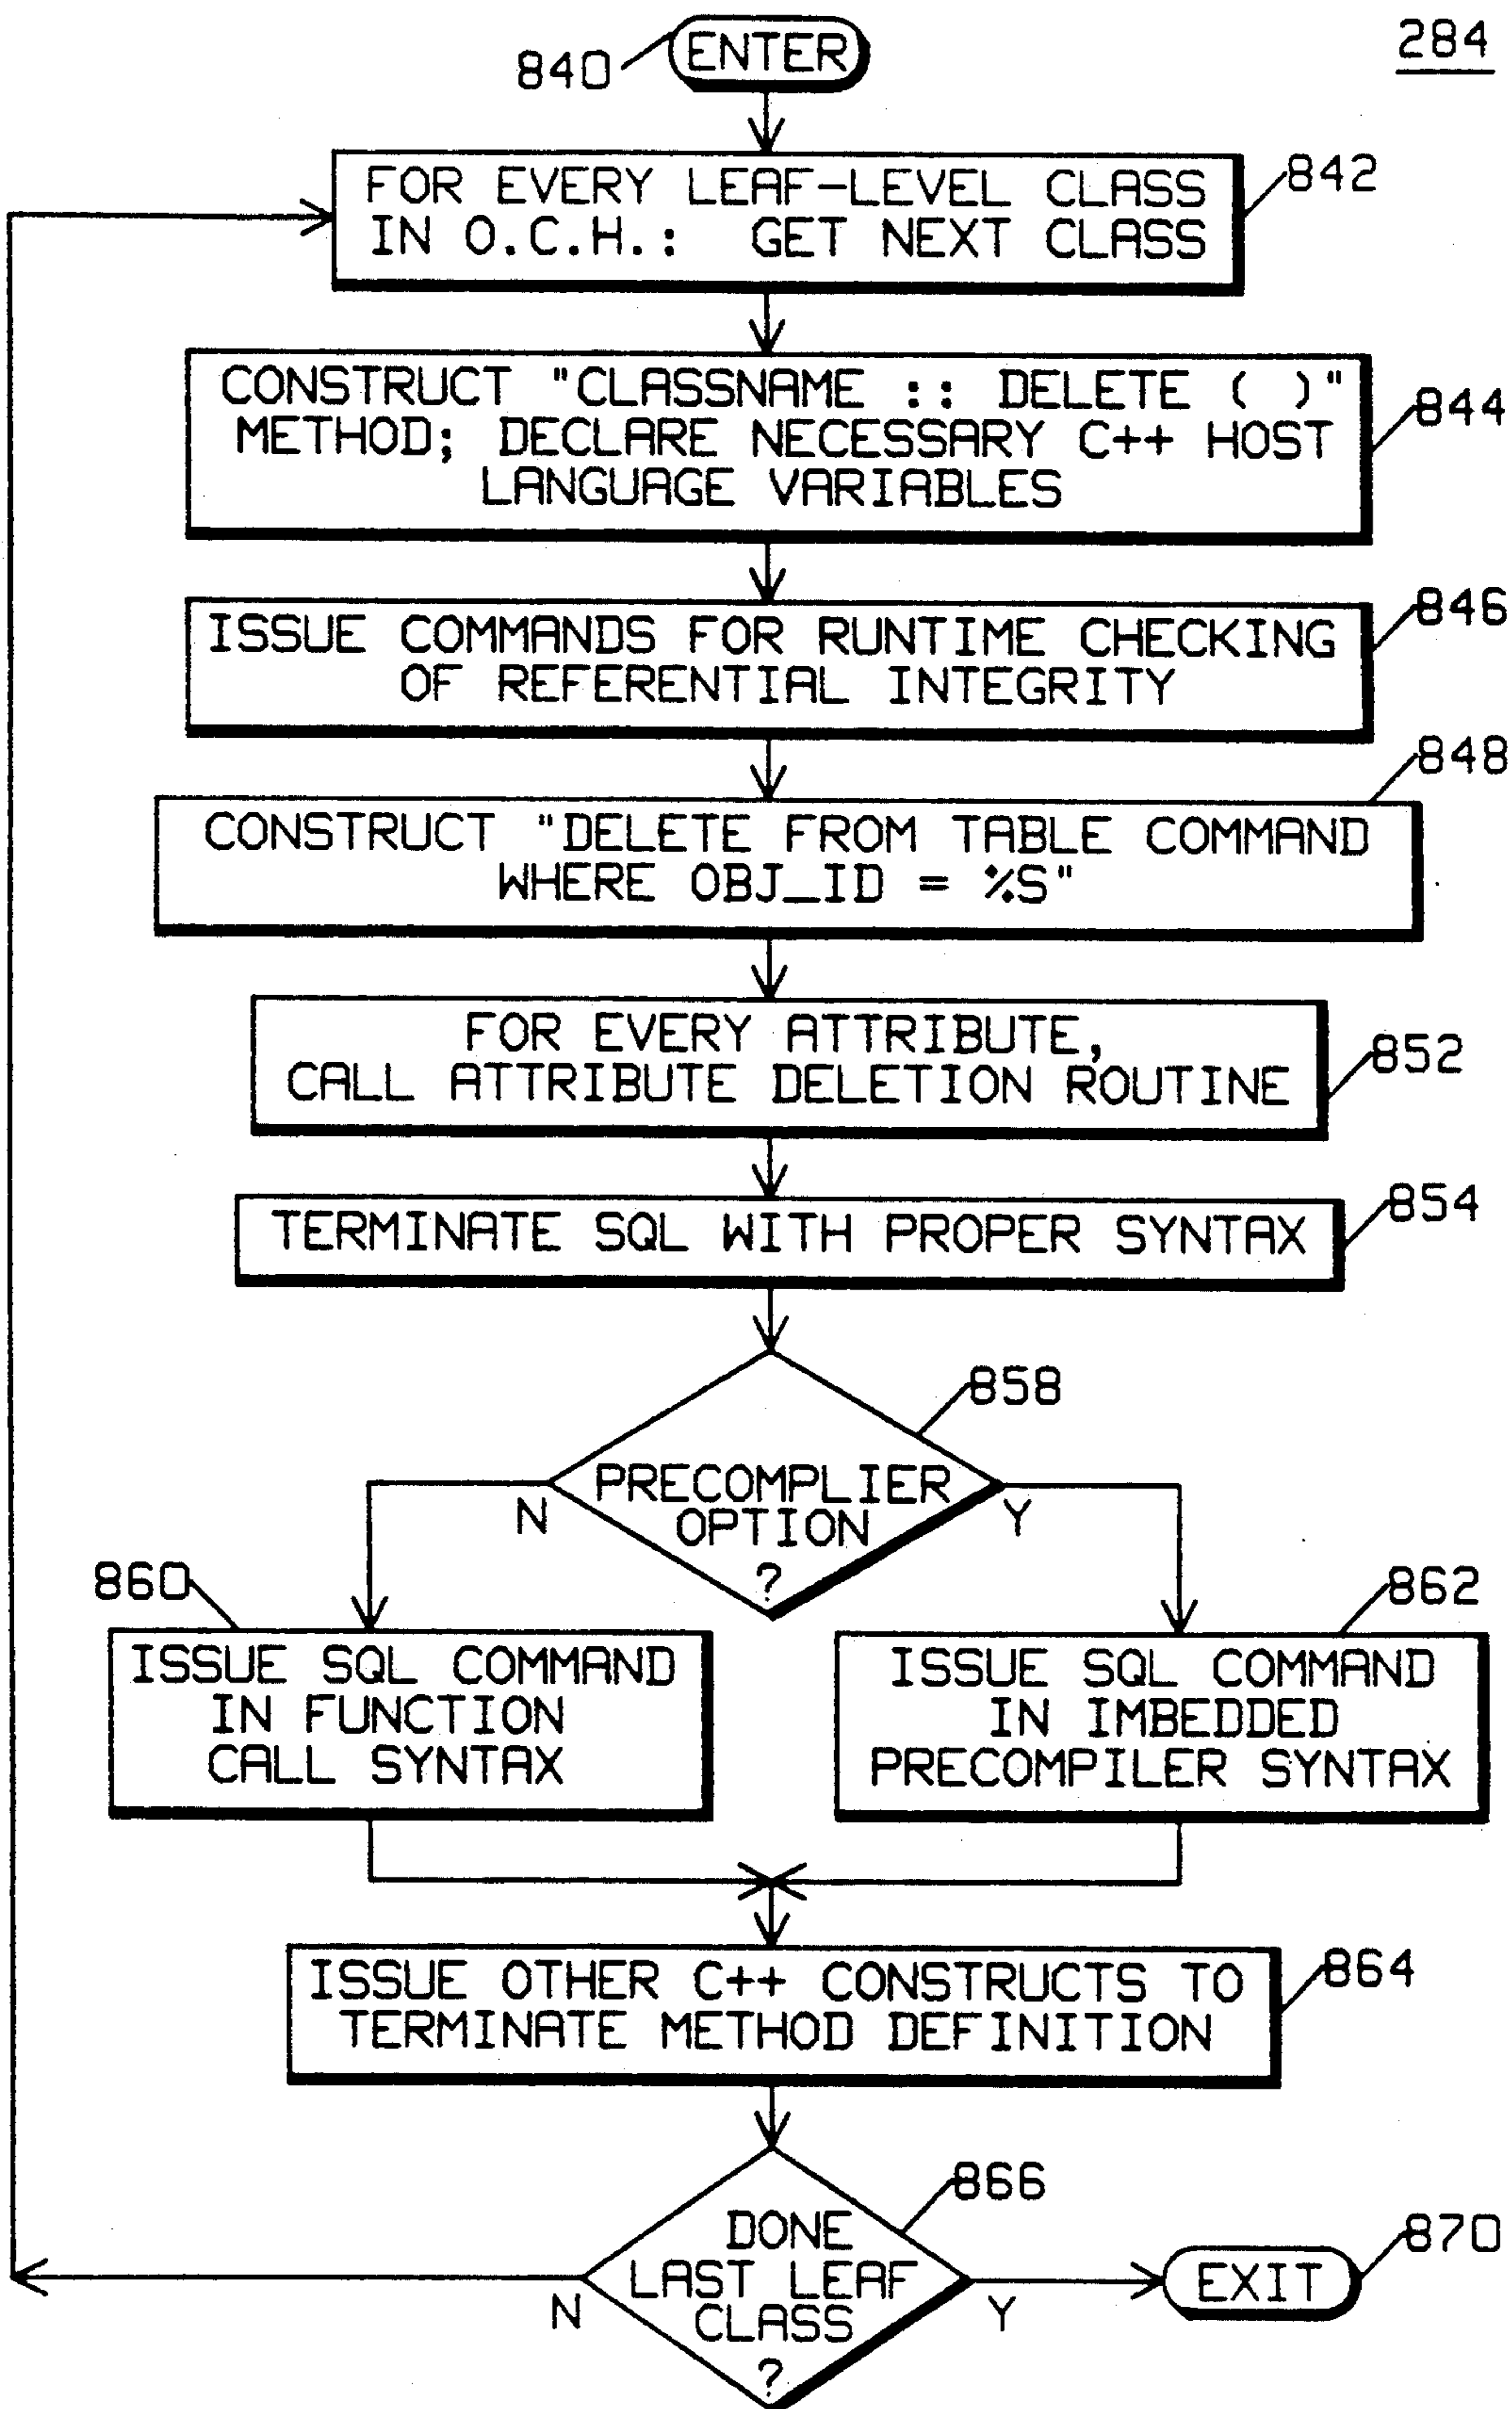 284
840
ENTER
FOR EVERY LEAF-LEVEL CLASS
IN O.C.H.: GET NEXT CLASS
842
CONSTRUCT "CLASSNAME :: DELETE ( )"
METHOD; DECLARE NECESSARY C++ HOST
LANGUAGE VARIABLES
844
ISSUE COMMANDS FOR RUNTIME CHECKING
OF REFERENTIAL INTEGRITY
846
CONSTRUCT "DELETE FROM TABLE COMMAND
WHERE OBJ_ID = %S"
848
FOR EVERY ATTRIBUTE,
CALL ATTRIBUTE DELETION ROUTINE
852
TERMINATE SQL WITH PROPER SYNTAX
854
858
PRECOMPLIER
OPTION
?
N
Y
860
ISSUE SQL COMMAND
IN FUNCTION
CALL SYNTAX
862
ISSUE SQL COMMAND
IN IMBEDDED
PRECOMPILER SYNTAX
ISSUE OTHER C++ CONSTRUCTS TO
TERMINATE METHOD DEFINITION
864
866
DONE
LAST LEAF
CLASS
?
N
Y
EXIT
870